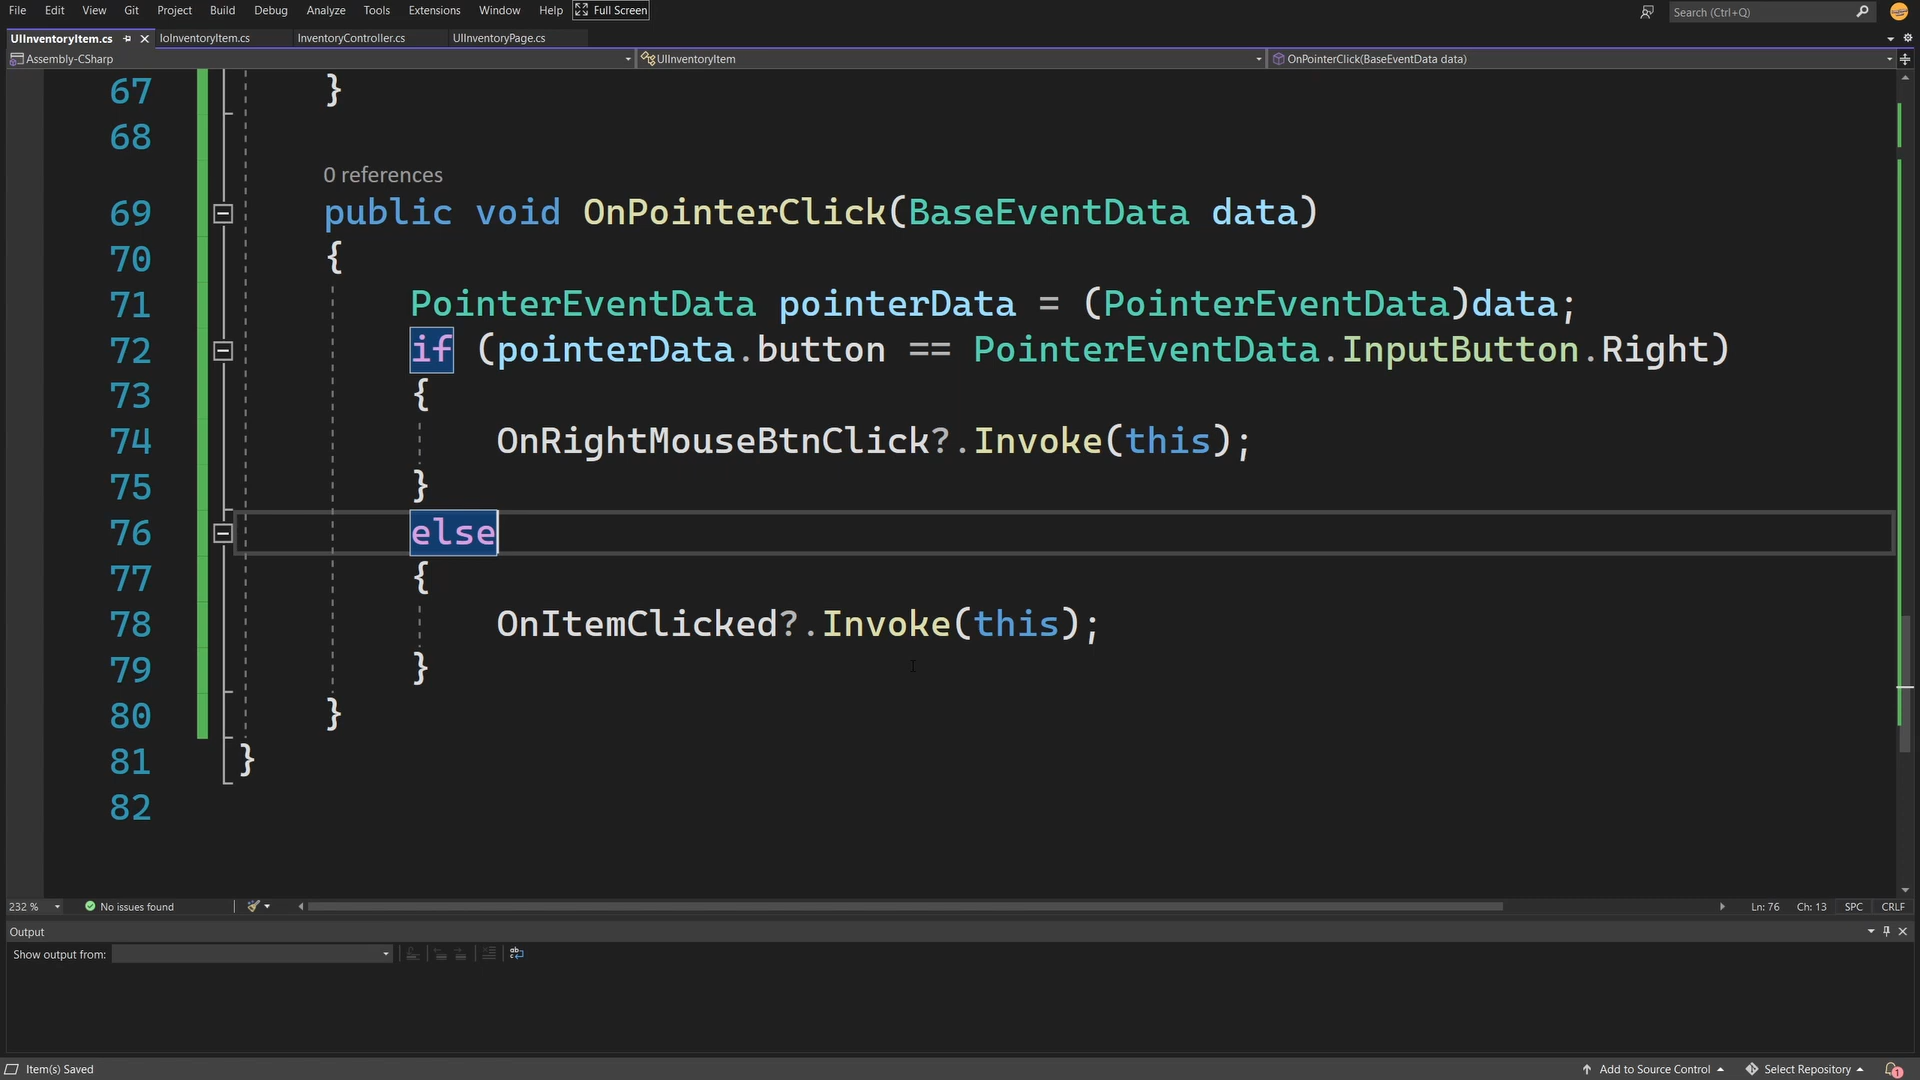 File Edit View Git Project Build Debug Analyze Tools Extensions Window Help Full Screen Search (Ctrl+Q)
UIInventoryItem.cs IoInventoryItem.cs InventoryController.cs UIInventoryPage.cs
Assembly-CSharp UIInventoryItem OnPointerClick(BaseEventData data)
67 }
68
0 references
69 public void OnPointerClick(BaseEventData data)
70 {
71 PointerEventData pointerData = (PointerEventData)data;
72 if (pointerData.button == PointerEventData.InputButton.Right)
73 {
74 OnRightMouseBtnClick?.Invoke(this);
75 }
76 else
77 {
78 OnItemClicked?.Invoke(this);
79 }
80 }
81 }
82
232 % No issues found Ln: 76 Ch: 13 SPC CRLF
Output
Show output from:
Item(s) Saved Add to Source Control Select Repository 1